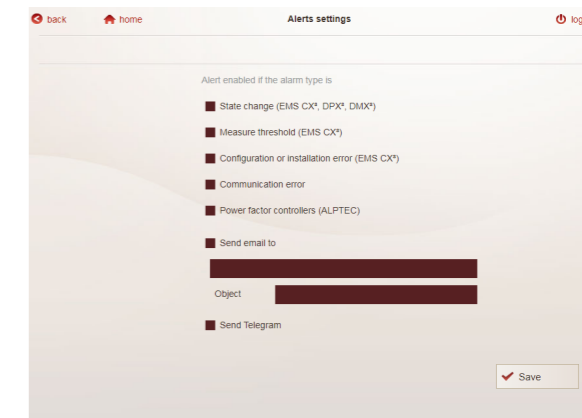 back home Alerts settings log
Alert enabled if the alarm type is
State change (EMS CX³, DPX³, DMX³)
Measure threshold (EMS CX³)
Configuration or installation error (EMS CX³)
Communication error
Power factor controllers (ALPTEC)
Send email to
Object
Send Telegram
Save